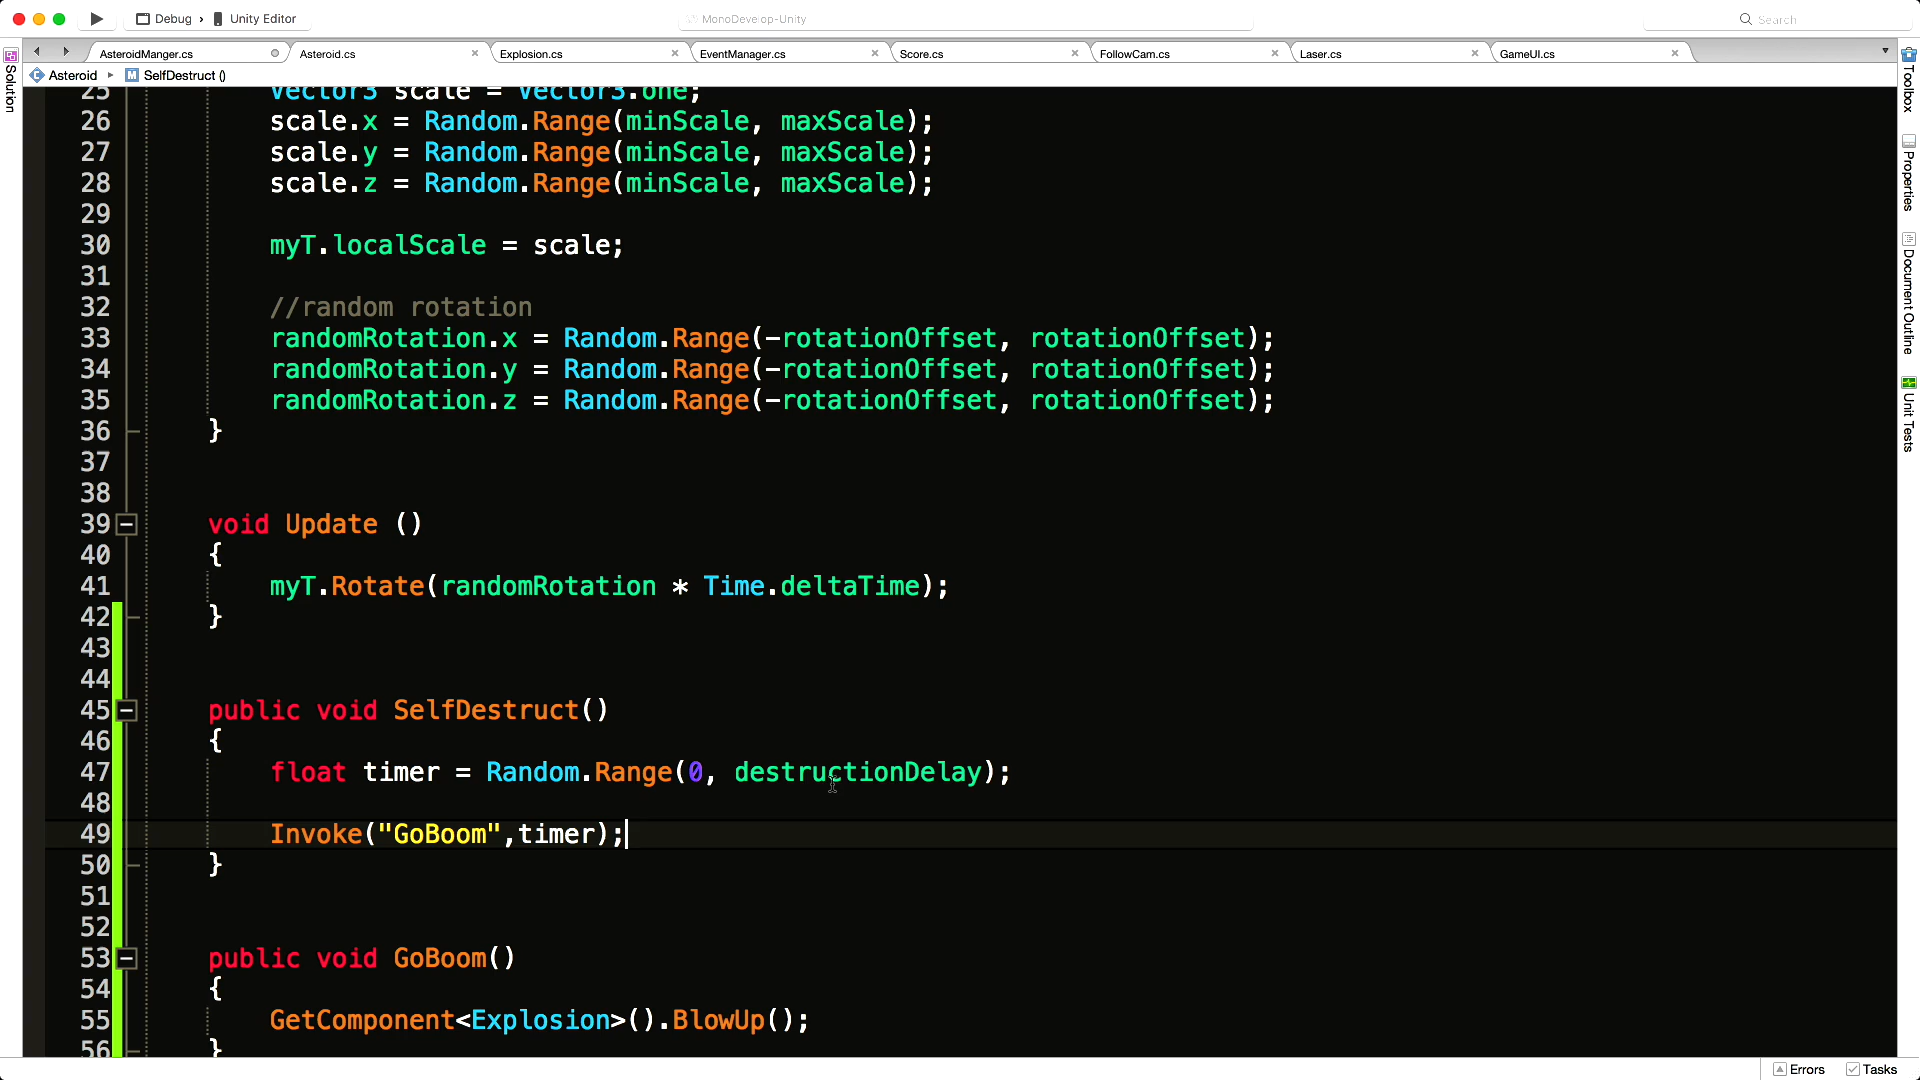 Debug › Unity Editor
MonoDevelop-Unity
Search
AsteroidManger.cs
Asteroid.cs
Explosion.cs
EventManager.cs
Score.cs
FollowCam.cs
Laser.cs
GameUI.cs
Asteroid ▸ M SelfDestruct ()
Solution
Toolbox
Properties
Document Outline
Unit Tests
25 Vector3 scale = Vector3.one;
26 scale.x = Random.Range(minScale, maxScale);
27 scale.y = Random.Range(minScale, maxScale);
28 scale.z = Random.Range(minScale, maxScale);
29
30 myT.localScale = scale;
31
32 //random rotation
33 randomRotation.x = Random.Range(-rotationOffset, rotationOffset);
34 randomRotation.y = Random.Range(-rotationOffset, rotationOffset);
35 randomRotation.z = Random.Range(-rotationOffset, rotationOffset);
36 }
37
38
39 void Update ()
40 {
41 myT.Rotate(randomRotation * Time.deltaTime);
42 }
43
44
45 public void SelfDestruct()
46 {
47 float timer = Random.Range(0, destructionDelay);
48
49 Invoke("GoBoom",timer);
50 }
51
52
53 public void GoBoom()
54 {
55 GetComponent<Explosion>().BlowUp();
56 }
Errors
Tasks